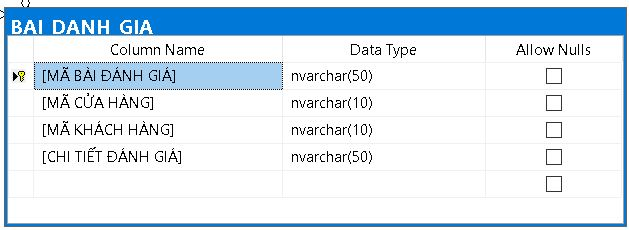 BAI DANH GIA
Column Name Data Type Allow Nulls
[MÃ BÀI ĐÁNH GIÁ] nvarchar(50)
[MÃ CỬA HÀNG] nvarchar(10)
[MÃ KHÁCH HÀNG] nvarchar(10)
[CHI TIẾT ĐÁNH GIÁ] nvarchar(50)